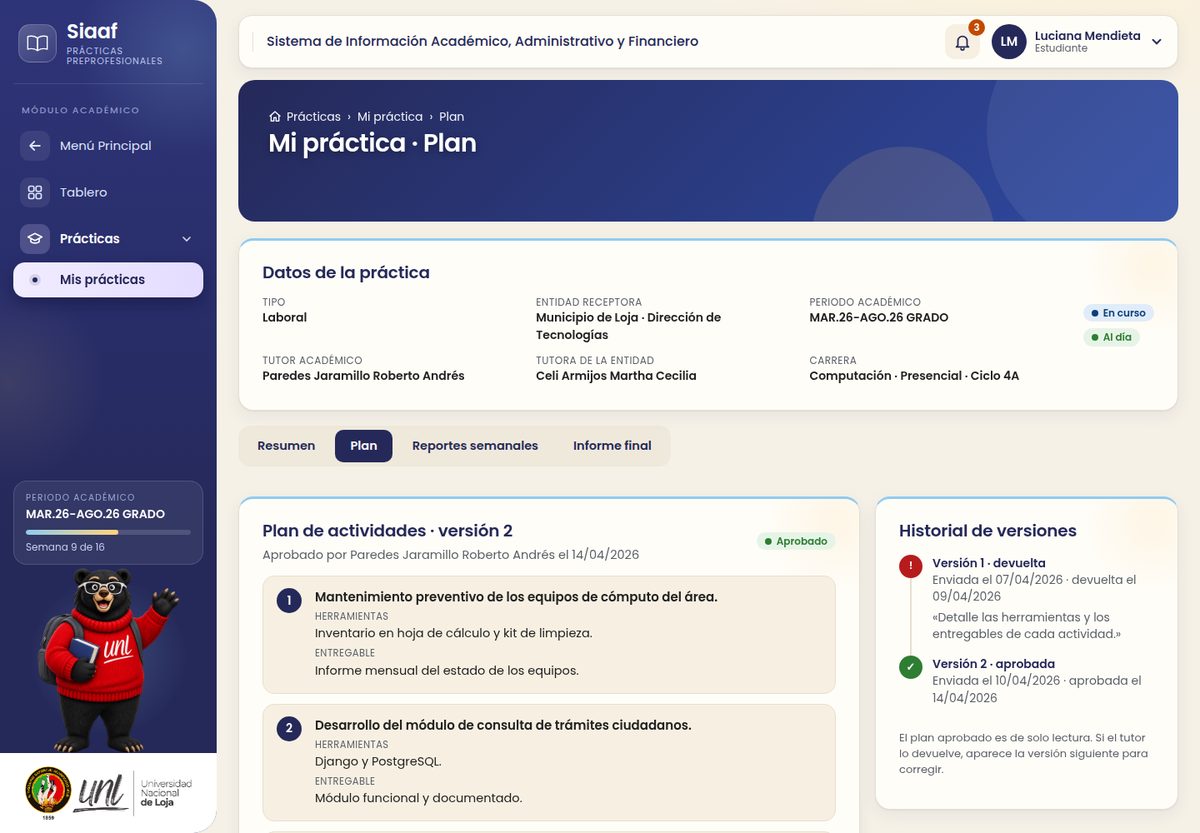 Siaaf
PRÁCTICAS
PREPROFESIONALES
MÓDULO ACADÉMICO
Menú Principal
Tablero
Prácticas
Mis prácticas
PERIODO ACADÉMICO
MAR.26-AGO.26 GRADO
Semana 9 de 16
unl
1859
unl
Universidad
Nacional
de Loja
Sistema de Información Académico, Administrativo y Financiero
3
LM
Luciana Mendieta
Estudiante
Prácticas › Mi práctica › Plan
Mi práctica · Plan
Datos de la práctica
TIPO
Laboral
ENTIDAD RECEPTORA
Municipio de Loja · Dirección de
Tecnologías
PERIODO ACADÉMICO
MAR.26-AGO.26 GRADO
En curso
Al día
TUTOR ACADÉMICO
Paredes Jaramillo Roberto Andrés
TUTORA DE LA ENTIDAD
Celi Armijos Martha Cecilia
CARRERA
Computación · Presencial · Ciclo 4A
Resumen
Plan
Reportes semanales
Informe final
Plan de actividades · versión 2
Aprobado por Paredes Jaramillo Roberto Andrés el 14/04/2026
Aprobado
1
Mantenimiento preventivo de los equipos de cómputo del área.
HERRAMIENTAS
Inventario en hoja de cálculo y kit de limpieza.
ENTREGABLE
Informe mensual del estado de los equipos.
2
Desarrollo del módulo de consulta de trámites ciudadanos.
HERRAMIENTAS
Django y PostgreSQL.
ENTREGABLE
Módulo funcional y documentado.
Historial de versiones
!
Versión 1 · devuelta
Enviada el 07/04/2026 · devuelta el
09/04/2026
«Detalle las herramientas y los
entregables de cada actividad.»
✓
Versión 2 · aprobada
Enviada el 10/04/2026 · aprobada el
14/04/2026
El plan aprobado es de solo lectura. Si el tutor
lo devuelve, aparece la versión siguiente para
corregir.